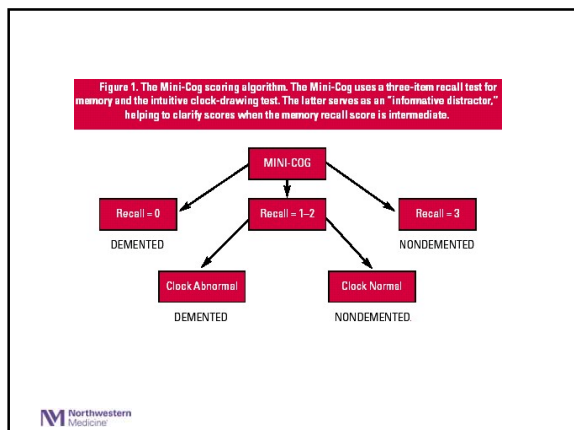 Figure 1. The Mini-Cog scoring algorithm. The Mini-Cog uses a three-item recall test for
memory and the intuitive clock-drawing test. The latter serves as an "informative distractor,"
helping to clarify scores when the memory recall score is intermediate.
MINI-COG
Recall = 0
Recall = 1–2
Recall = 3
DEMENTED
NONDEMENTED
Clock Abnormal
Clock Normal
DEMENTED
NONDEMENTED.
Northwestern
Medicine